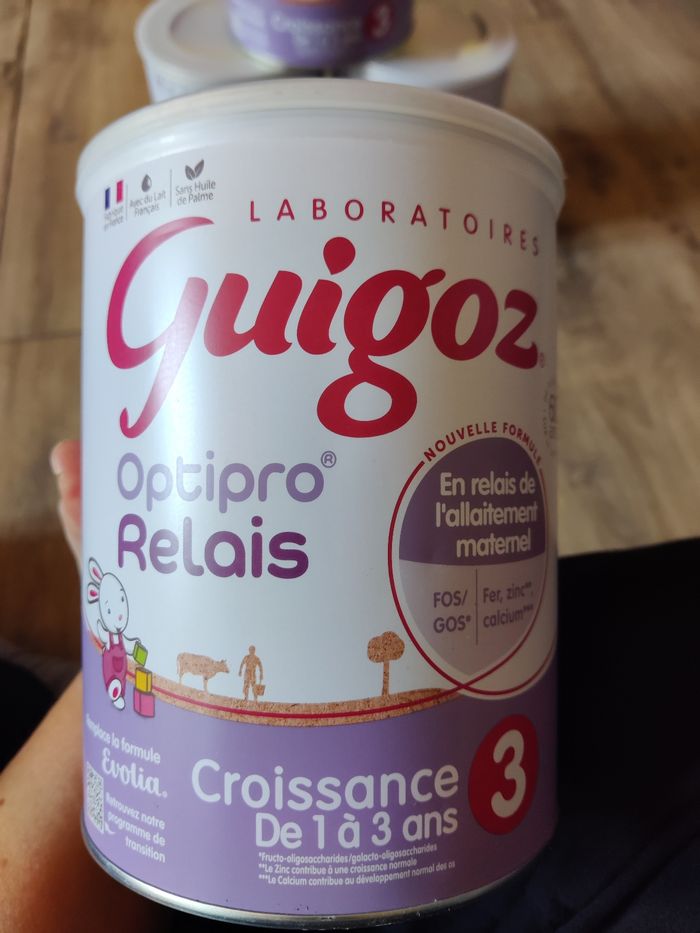 Croissance 3
Fabriqué
en France
Avec du Lait
Français
Sans Huile
de Palme
LABORATOIRES
Guigoz
Optipro®
Relais
NOUVELLE FORMULE
En relais de
l'allaitement
maternel
FOS/
GOS*
Fer, zinc**,
calcium***
Remplace la formule
Evolia.
Retrouvez notre
programme de
transition
Croissance 3
De 1 à 3 ans
*Fructo-oligosaccharides/galacto-oligosaccharides
**Le Zinc contribue à une croissance normale
***Le Calcium contribue au développement normal des os